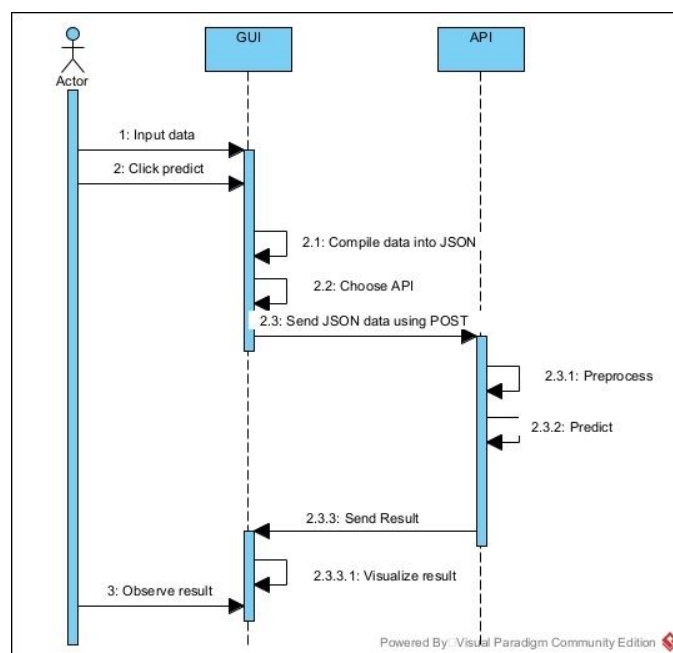 GUI
API
Actor
1: Input data
2: Click predict
2.1: Compile data into JSON
2.2: Choose API
2.3: Send JSON data using POST
2.3.1: Preprocess
2.3.2: Predict
2.3.3: Send Result
2.3.3.1: Visualize result
3: Observe result
Powered By Visual Paradigm Community Edition